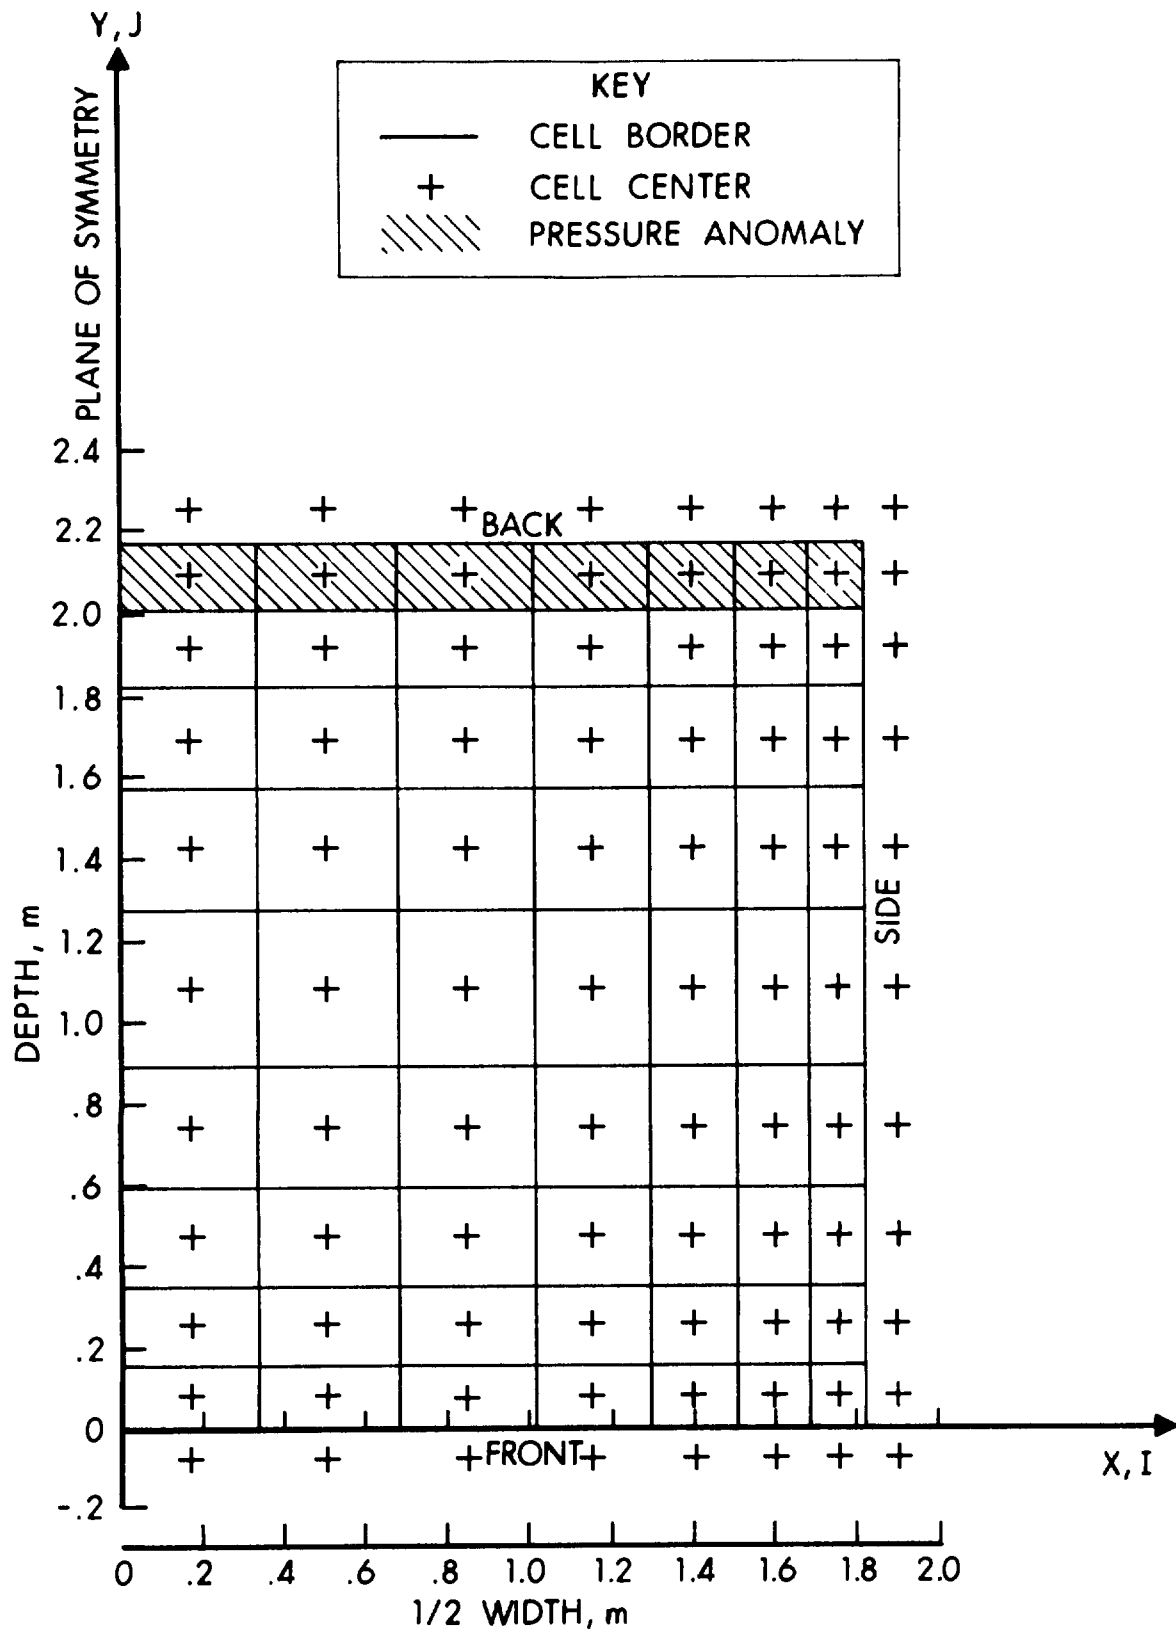 Y, J
KEY
CELL BORDER
CELL CENTER
PRESSURE ANOMALY
PLANE OF SYMMETRY
2.4
2.2
2.0
1.8
1.6
1.4
1.2
1.0
.8
.6
.4
.2
0
-.2
DEPTH, m
BACK
SIDE
FRONT
X, I
0 .2 .4 .6 .8 1.0 1.2 1.4 1.6 1.8 2.0
1/2 WIDTH, m